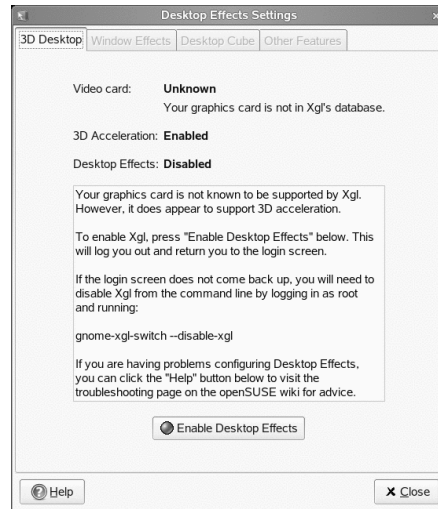 Desktop Effects Settings
3D Desktop Window Effects Desktop Cube Other Features
Video card: Unknown
Your graphics card is not in Xgl's database.
3D Acceleration: Enabled
Desktop Effects: Disabled
Your graphics card is not known to be supported by Xgl.
However, it does appear to support 3D acceleration.
To enable Xgl, press "Enable Desktop Effects" below. This
will log you out and return you to the login screen.
If the login screen does not come back up, you will need to
disable Xgl from the command line by logging in as root
and running:
gnome-xgl-switch --disable-xgl
If you are having problems configuring Desktop Effects,
you can click the "Help" button below to visit the
troubleshooting page on the openSUSE wiki for advice.
Enable Desktop Effects
Help Close